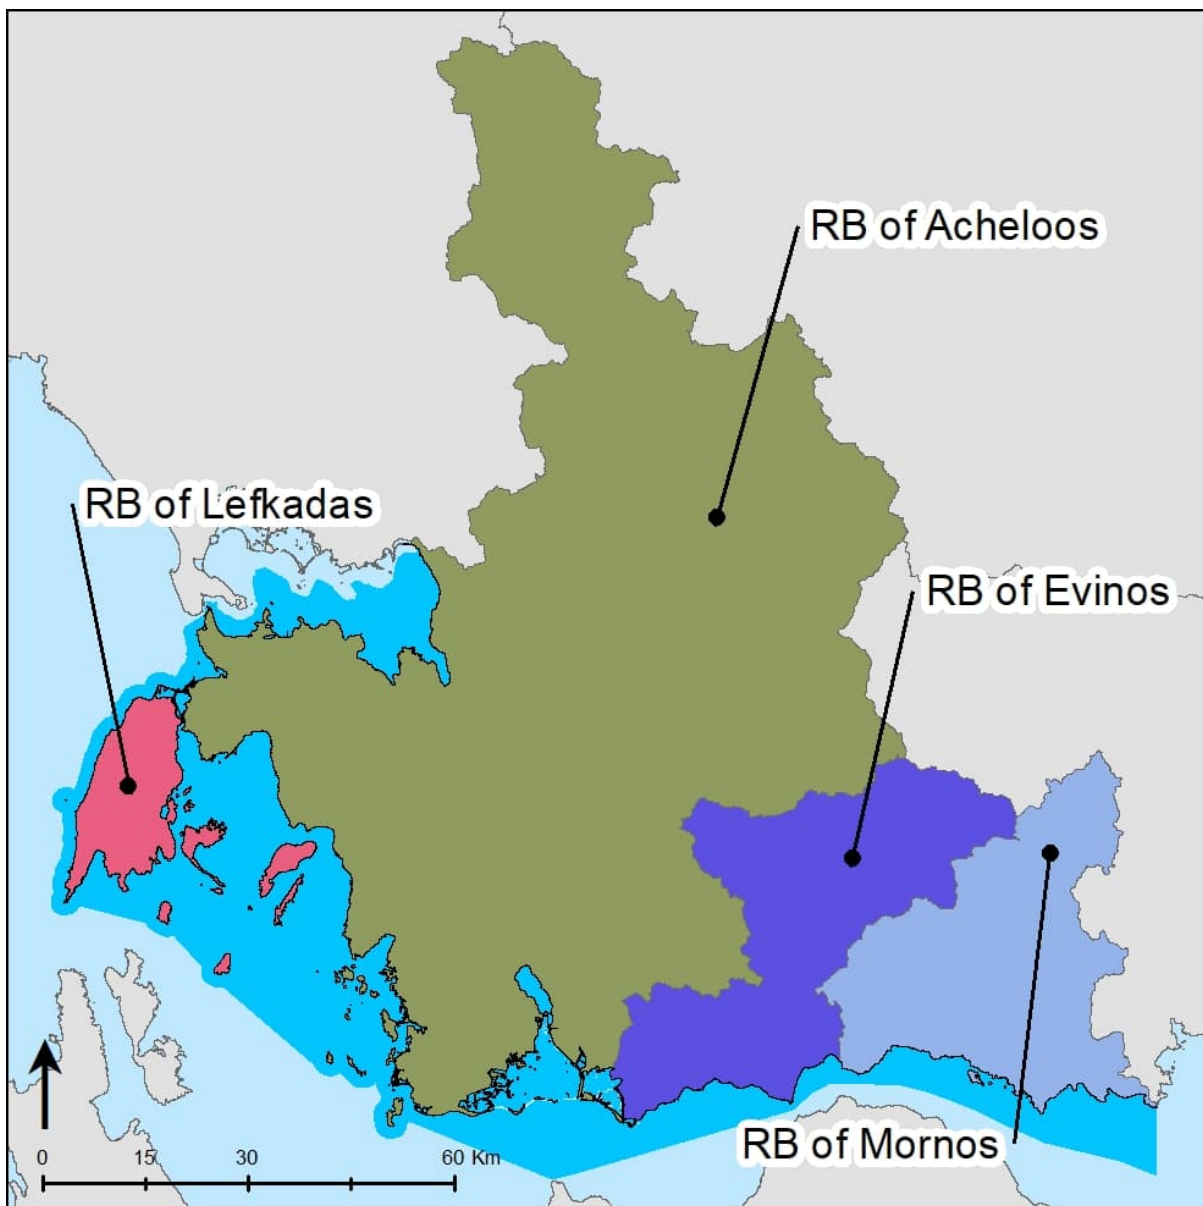 RB of Acheloos
RB of Lefkadas
RB of Evinos
RB of Mornos
0 15 30 60 Km